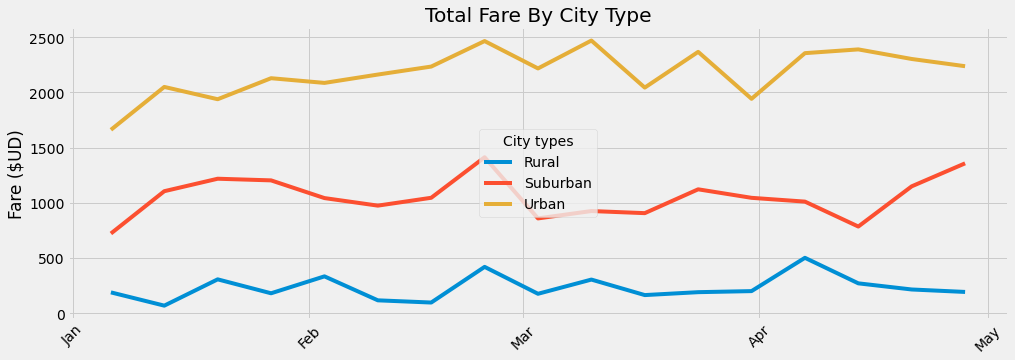 Total Fare By City Type
Fare ($UD)
2500
2000
1500
1000
500
0
City types
Rural
Suburban
Urban
Jan
Feb
Mar
Apr
May